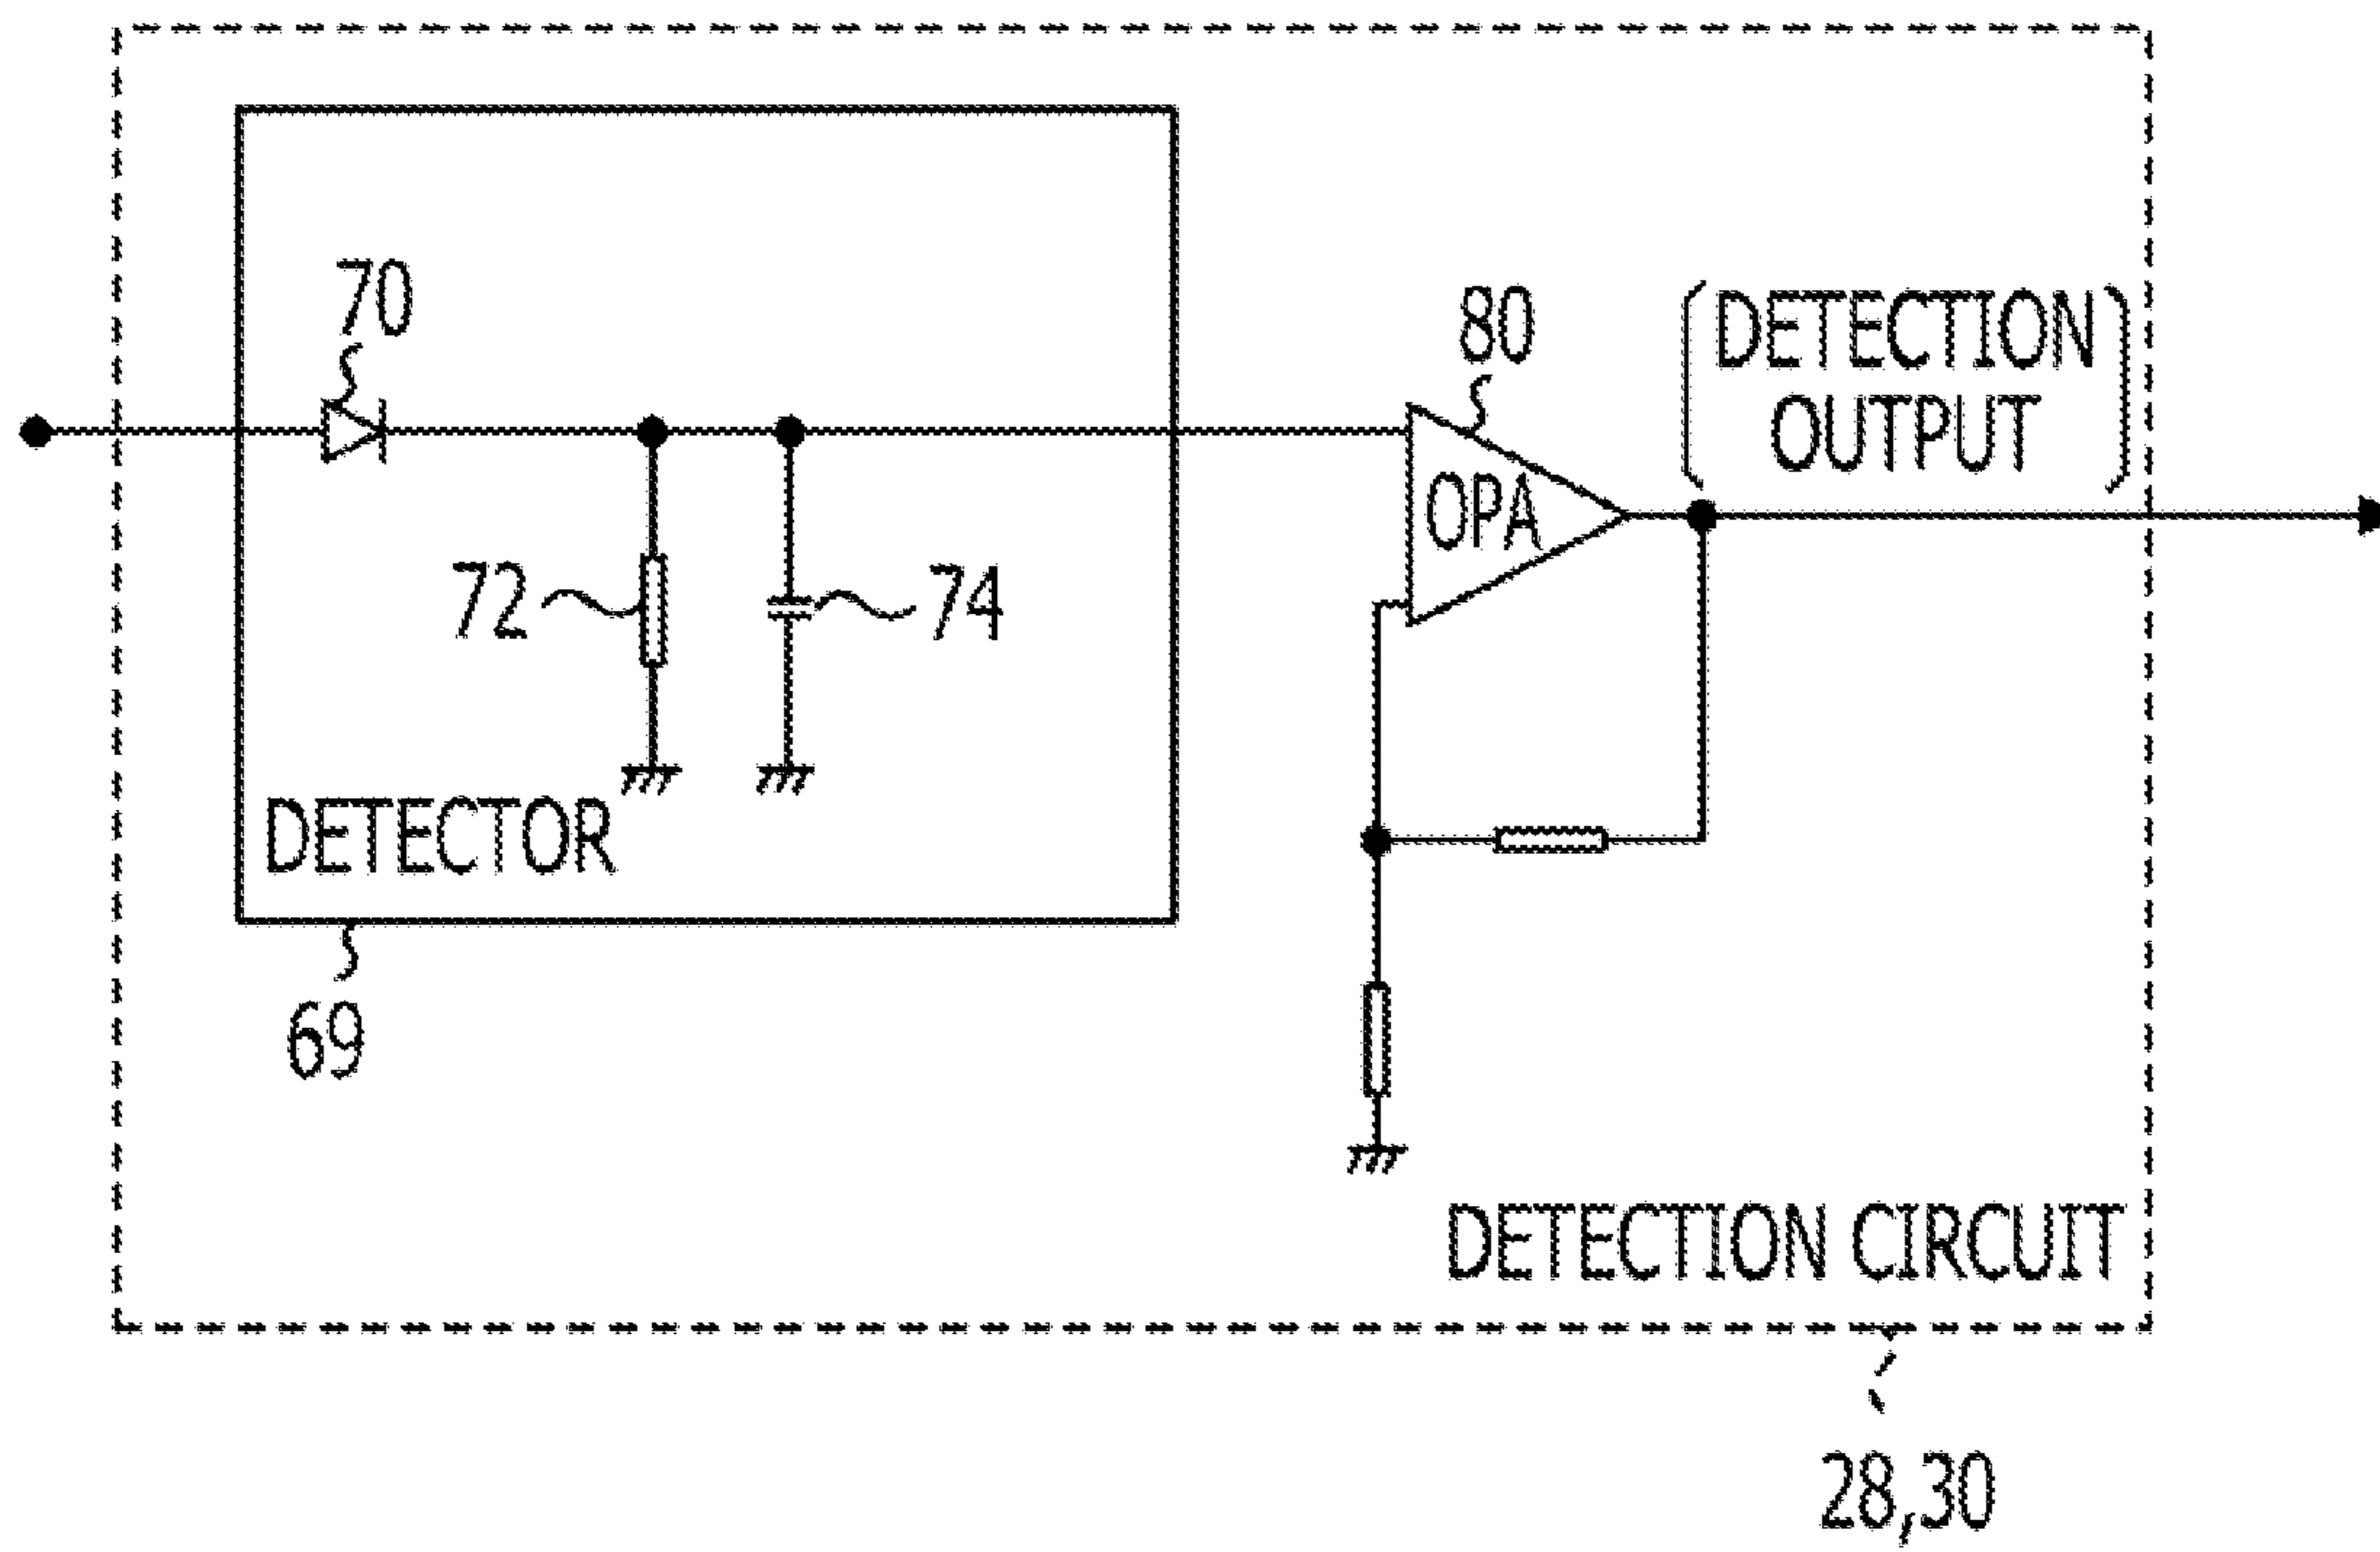 70
80
DETECTION
OUTPUT
OPA
72
74
DETECTOR
69
DETECTION CIRCUIT
28,30